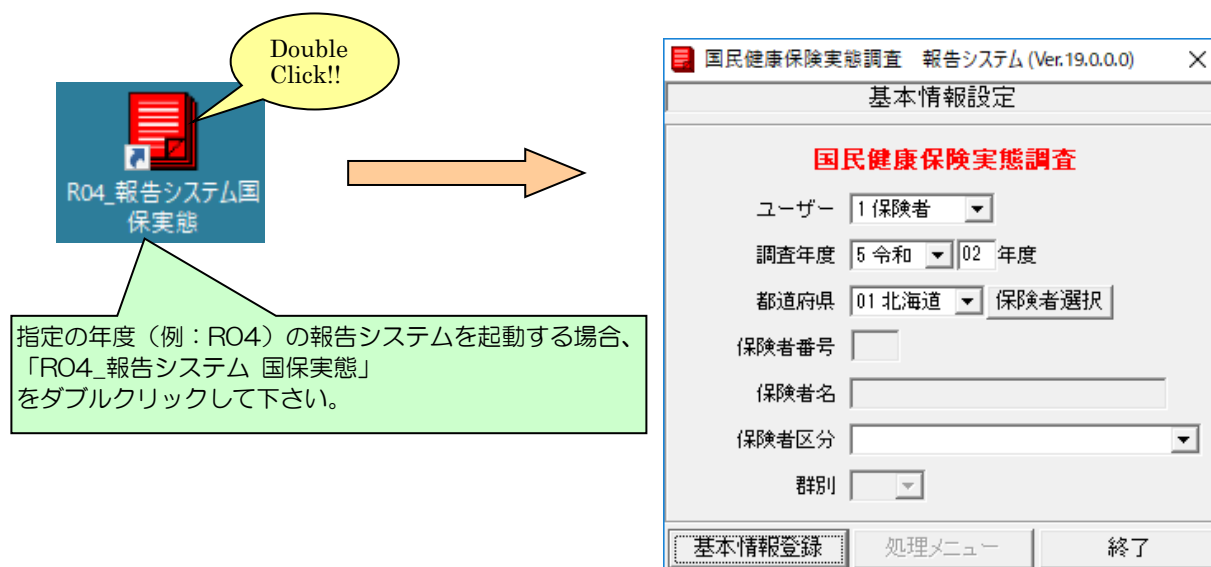 Double
Click!!
R04_報告システム国
保実態
指定の年度（例：R04）の報告システムを起動する場合、
「R04_報告システム 国保実態」
をダブルクリックして下さい。
国民健康保険実態調査　報告システム (Ver.19.0.0.0)
基本情報設定
国民健康保険実態調査
ユーザー 1 保険者
調査年度 5 令和 02 年度
都道府県 01 北海道 保険者選択
保険者番号
保険者名
保険者区分
群別
基本情報登録 処理メニュー 終了